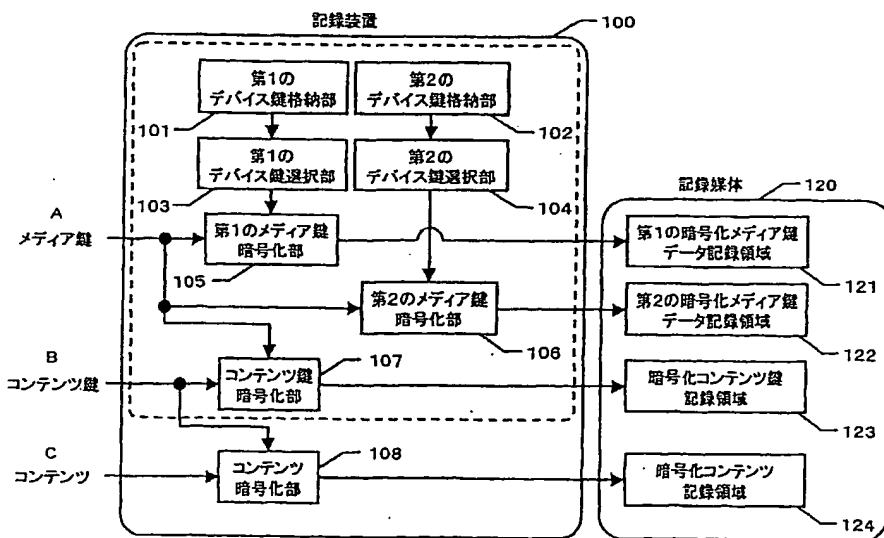 記録装置
100
第1の
デバイス鍵格納部
第2の
デバイス鍵格納部
101
102
第1の
デバイス鍵選択部
第2の
デバイス鍵選択部
103
104
記録媒体
120
A
メディア鍵
第1のメディア鍵
暗号化部
105
第1の暗号化メディア鍵
データ記録領域
121
第2のメディア鍵
暗号化部
106
第2の暗号化メディア鍵
データ記録領域
122
B
コンテンツ鍵
コンテンツ鍵
暗号化部
107
暗号化コンテンツ鍵
記録領域
123
C
コンテンツ
コンテンツ
暗号化部
108
暗号化コンテンツ
記録領域
124